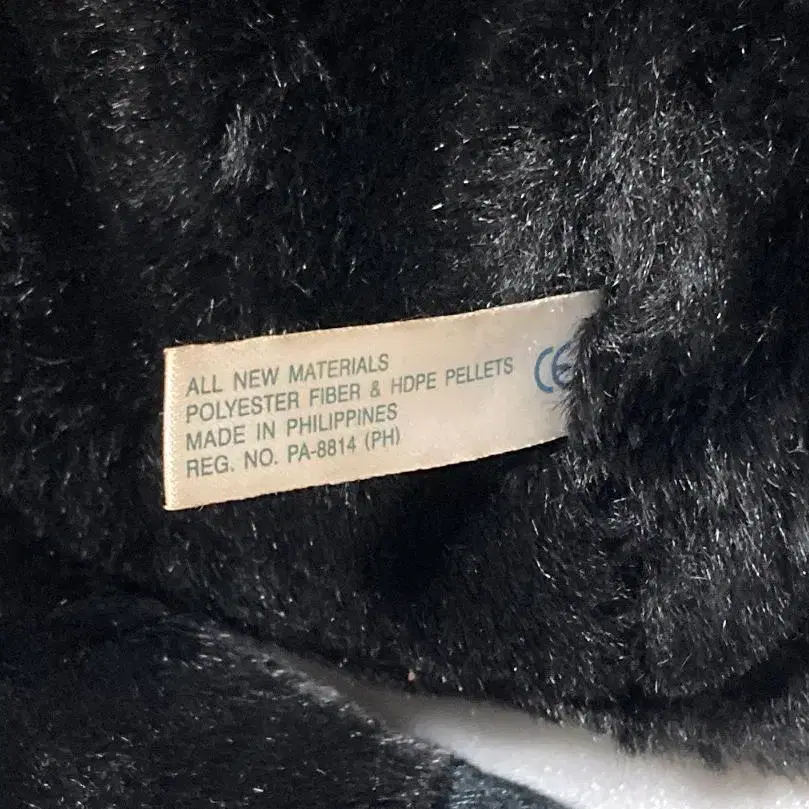 ALL NEW MATERIALS
POLYESTER FIBER & HDPE PELLETS
MADE IN PHILIPPINES
REG. NO. PA-8814 (PH)
CE